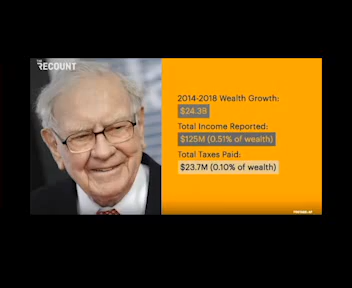 THE
RECOUNT
2014-2018 Wealth Growth:
$24.3B
Total Income Reported:
$125M (0.51% of wealth)
Total Taxes Paid:
$23.7M (0.10% of wealth)